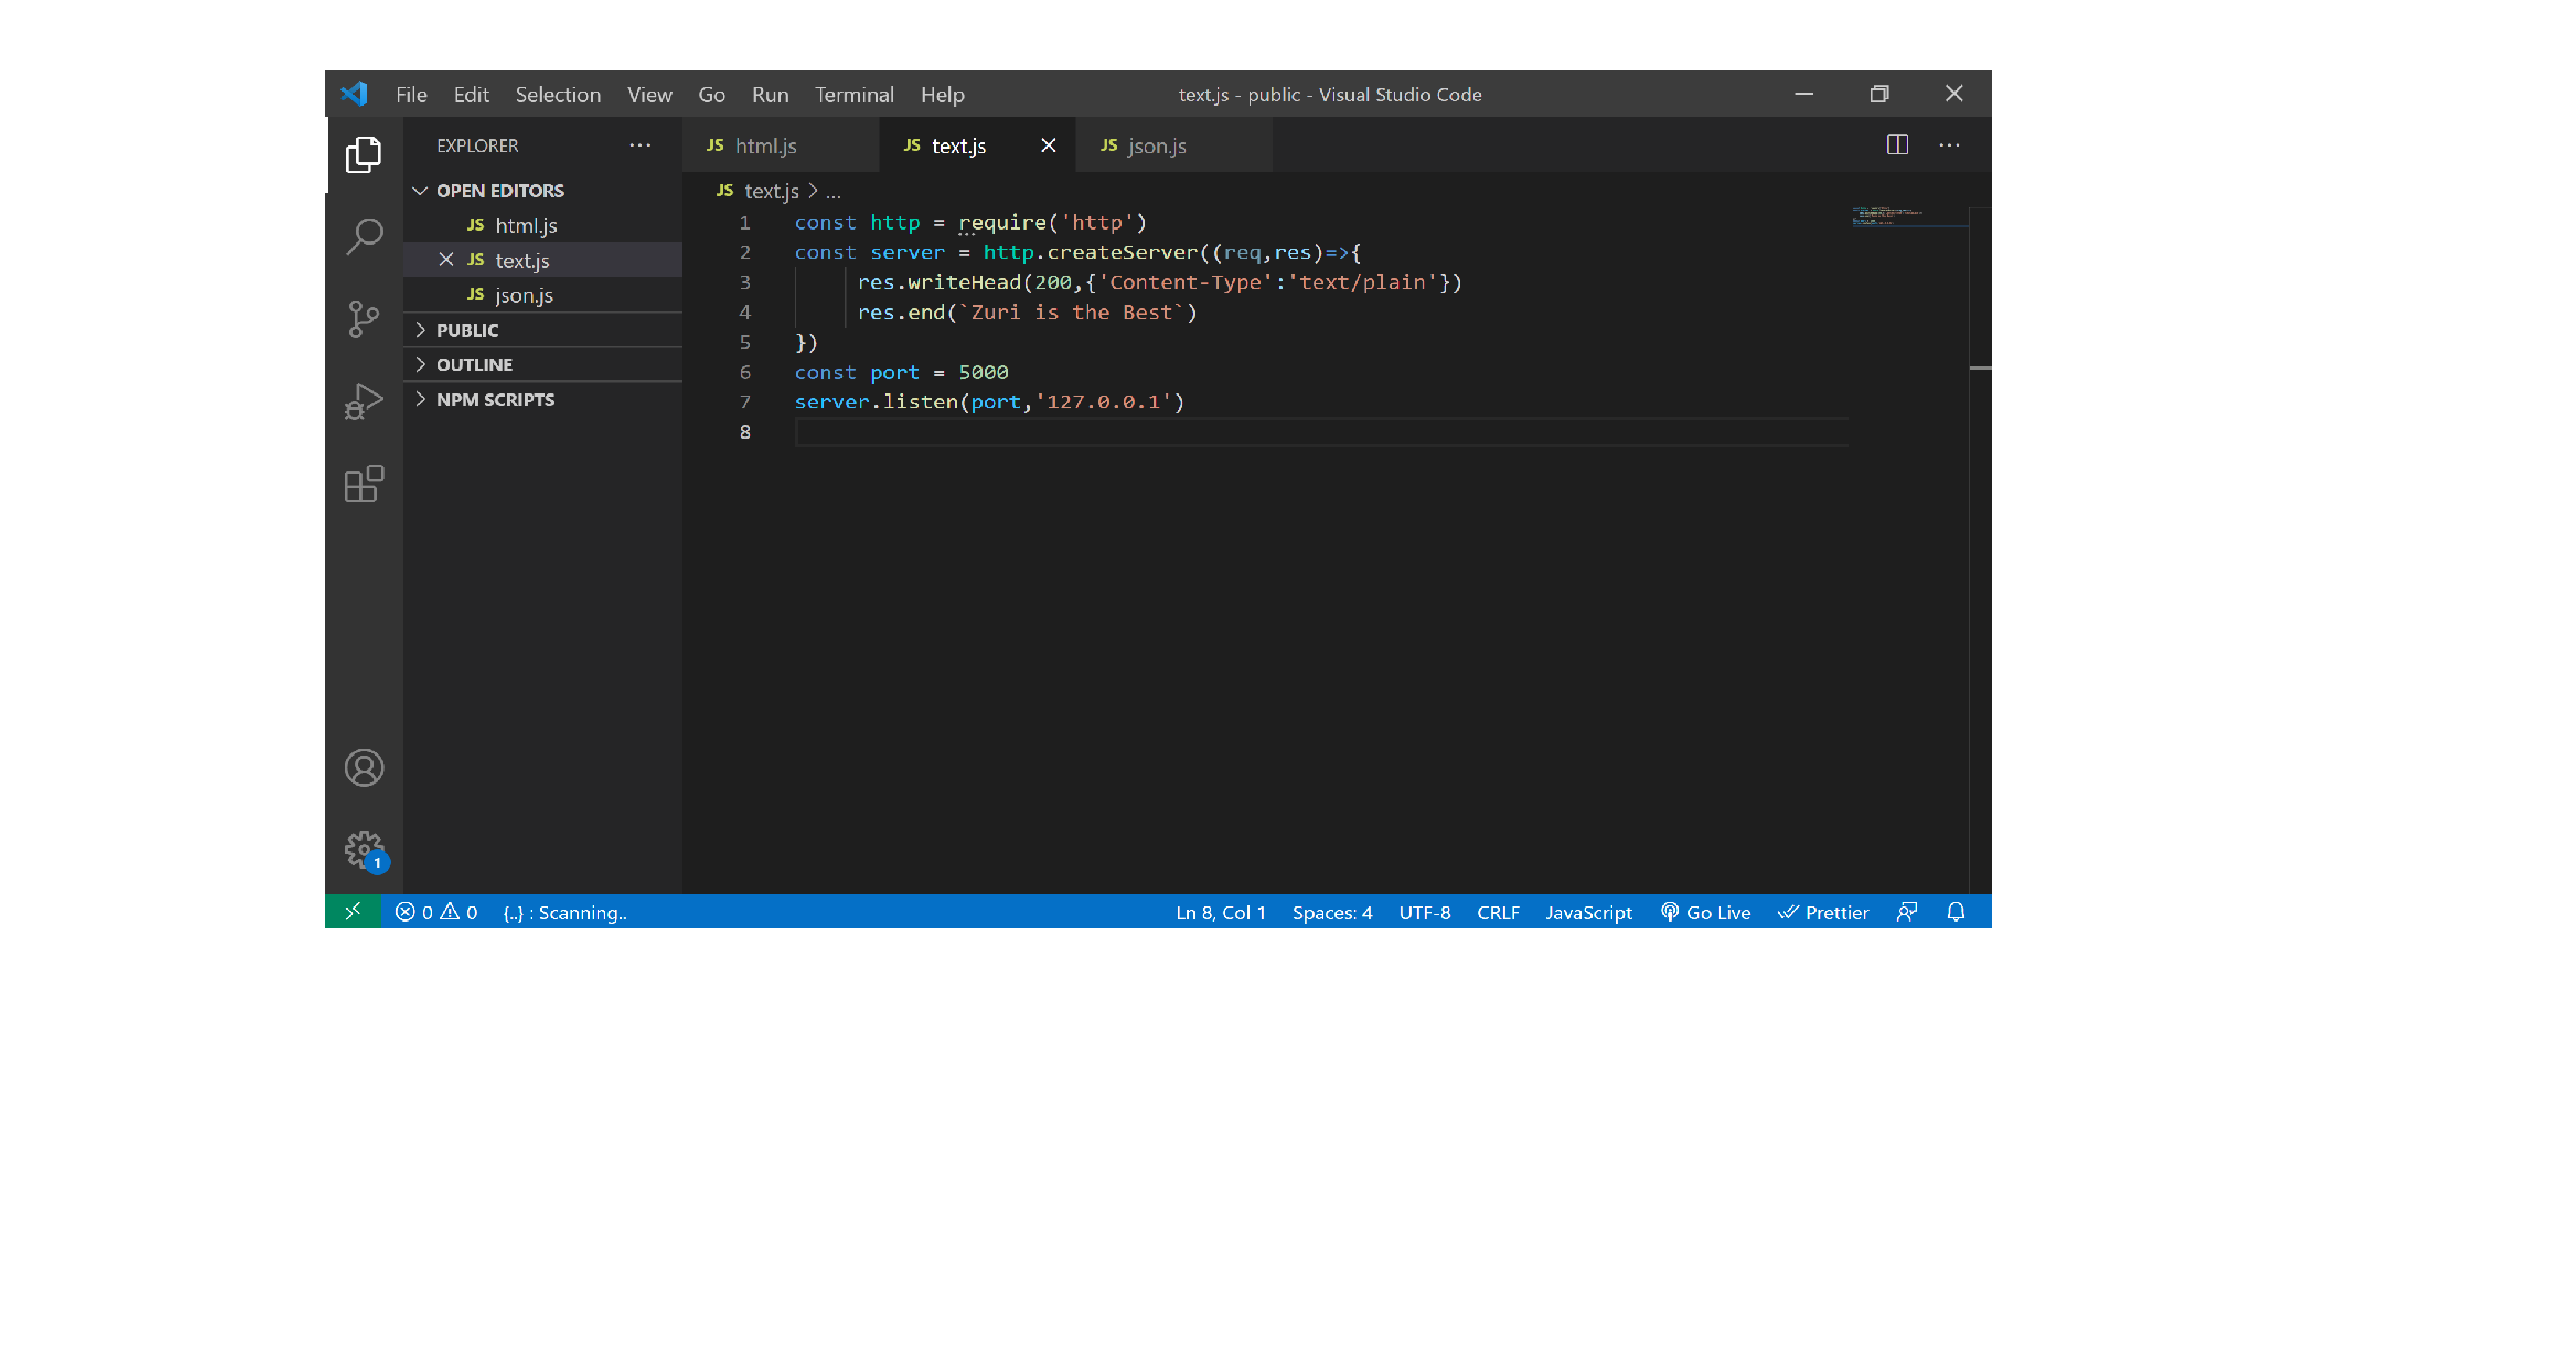 File Edit Selection View Go Run Terminal Help text.js - public - Visual Studio Code
EXPLORER ···
OPEN EDITORS
JS html.js
JS text.js
JS json.js
PUBLIC
OUTLINE
NPM SCRIPTS
JS html.js JS text.js JS json.js
JS text.js > ...
1 const http = require('http')
2 const server = http.createServer((req,res)=>{
3 res.writeHead(200,{'Content-Type':'text/plain'})
4 res.end(`Zuri is the Best`)
5 })
6 const port = 5000
7 server.listen(port,'127.0.0.1')
8
1
0 0 {..} : Scanning.. Ln 8, Col 1 Spaces: 4 UTF-8 CRLF JavaScript Go Live Prettier